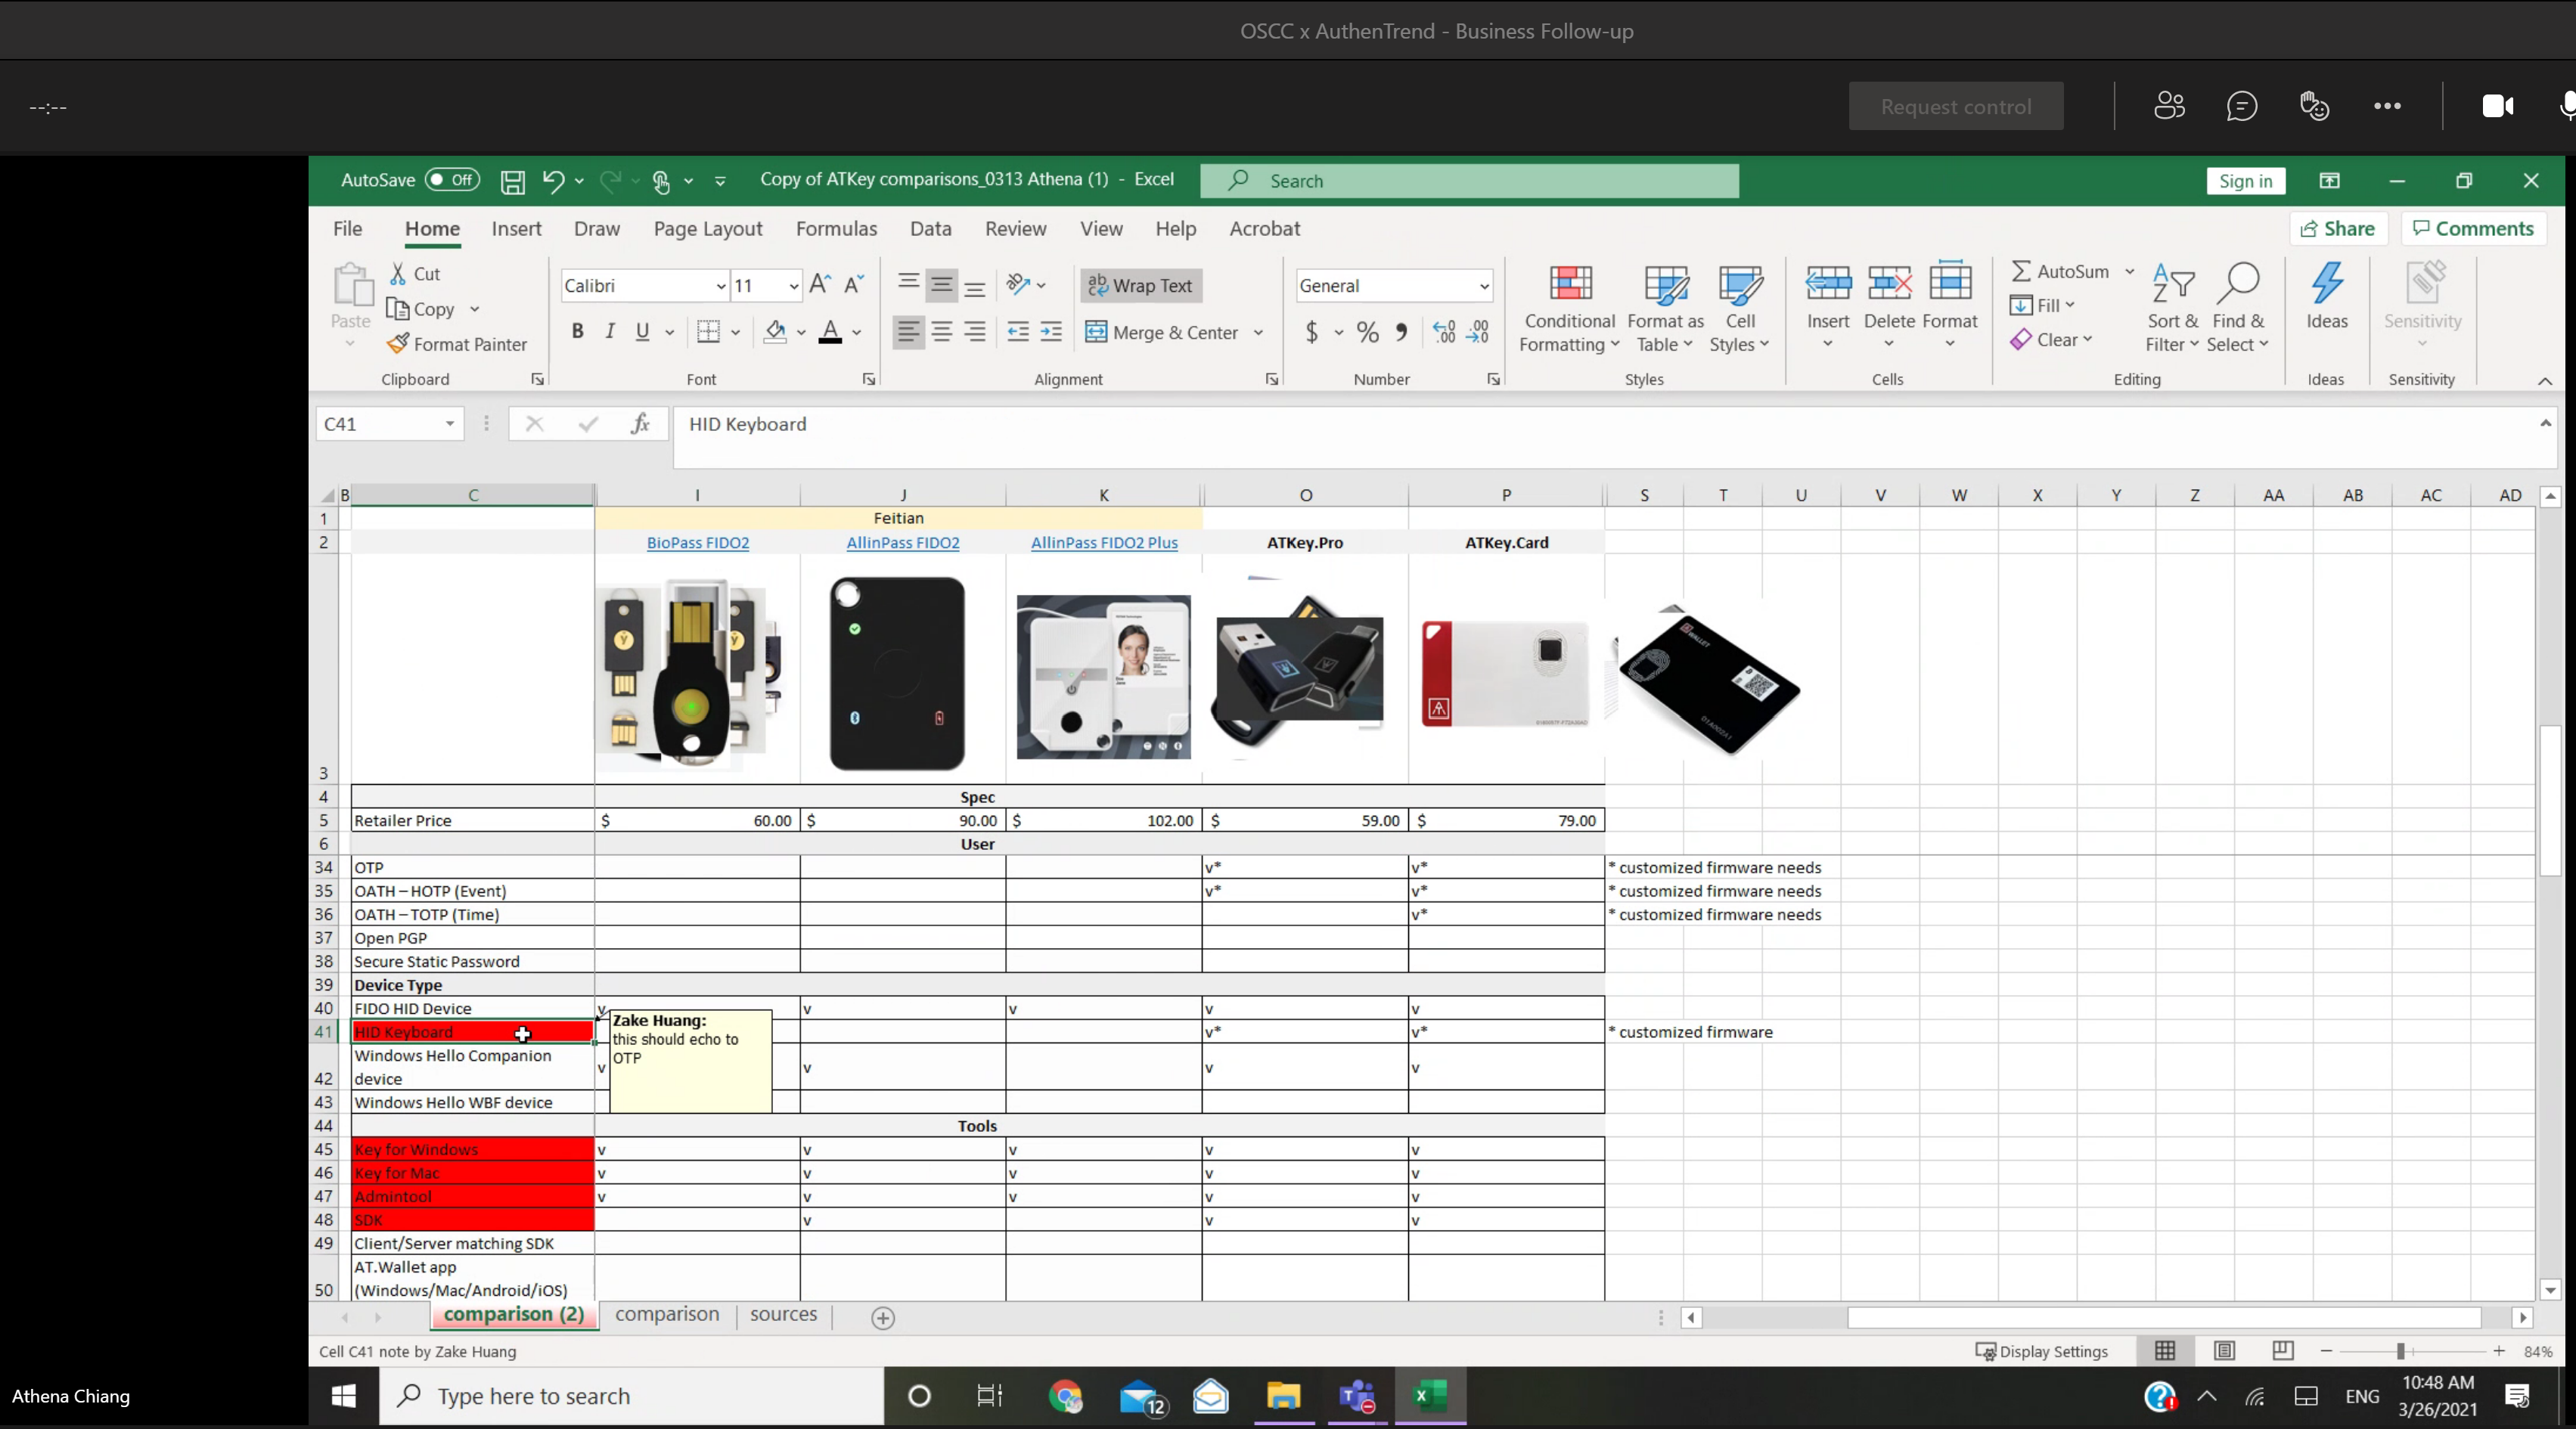 OSCC x AuthenTrend - Business Follow-up
--:--
Request control
AutoSave Off
Copy of ATKey comparisons_0313 Athena (1) - Excel
Search
Sign in
File Home Insert Draw Page Layout Formulas Data Review View Help Acrobat
Share Comments
Paste
Cut
Copy
Format Painter
Clipboard
Calibri 11
B I U
Font
Wrap Text
Merge & Center
Alignment
General
$ % ,
Number
Conditional Formatting
Format as Table
Cell Styles
Styles
Insert Delete Format
Cells
AutoSum
Fill
Clear
Sort & Filter
Find & Select
Editing
Ideas
Ideas
Sensitivity
Sensitivity
C41 fx HID Keyboard
B C I J K O P S T U V W X Y Z AA AB AC AD
1 Feitian
2 BioPass FIDO2 AllinPass FIDO2 AllinPass FIDO2 Plus ATKey.Pro ATKey.Card
3
4 Spec
5 Retailer Price $ 60.00 $ 90.00 $ 102.00 $ 59.00 $ 79.00
6 User
34 OTP v* v* * customized firmware needs
35 OATH – HOTP (Event) v* v* * customized firmware needs
36 OATH – TOTP (Time) v* * customized firmware needs
37 Open PGP
38 Secure Static Password
39 Device Type
40 FIDO HID Device v v v v v
41 HID Keyboard v* v* * customized firmware
Zake Huang:
this should echo to
OTP
Windows Hello Companion
42 device v v v v
43 Windows Hello WBF device
44 Tools
45 Key for Windows v v v v v
46 Key for Mac v v v v v
47 Admintool v v v v v
48 SDK v v v
49 Client/Server matching SDK
AT.Wallet app
50 (Windows/Mac/Android/iOS)
comparison (2) comparison sources
Cell C41 note by Zake Huang
Display Settings
84%
Athena Chiang
Type here to search
12
ENG
10:48 AM
3/26/2021